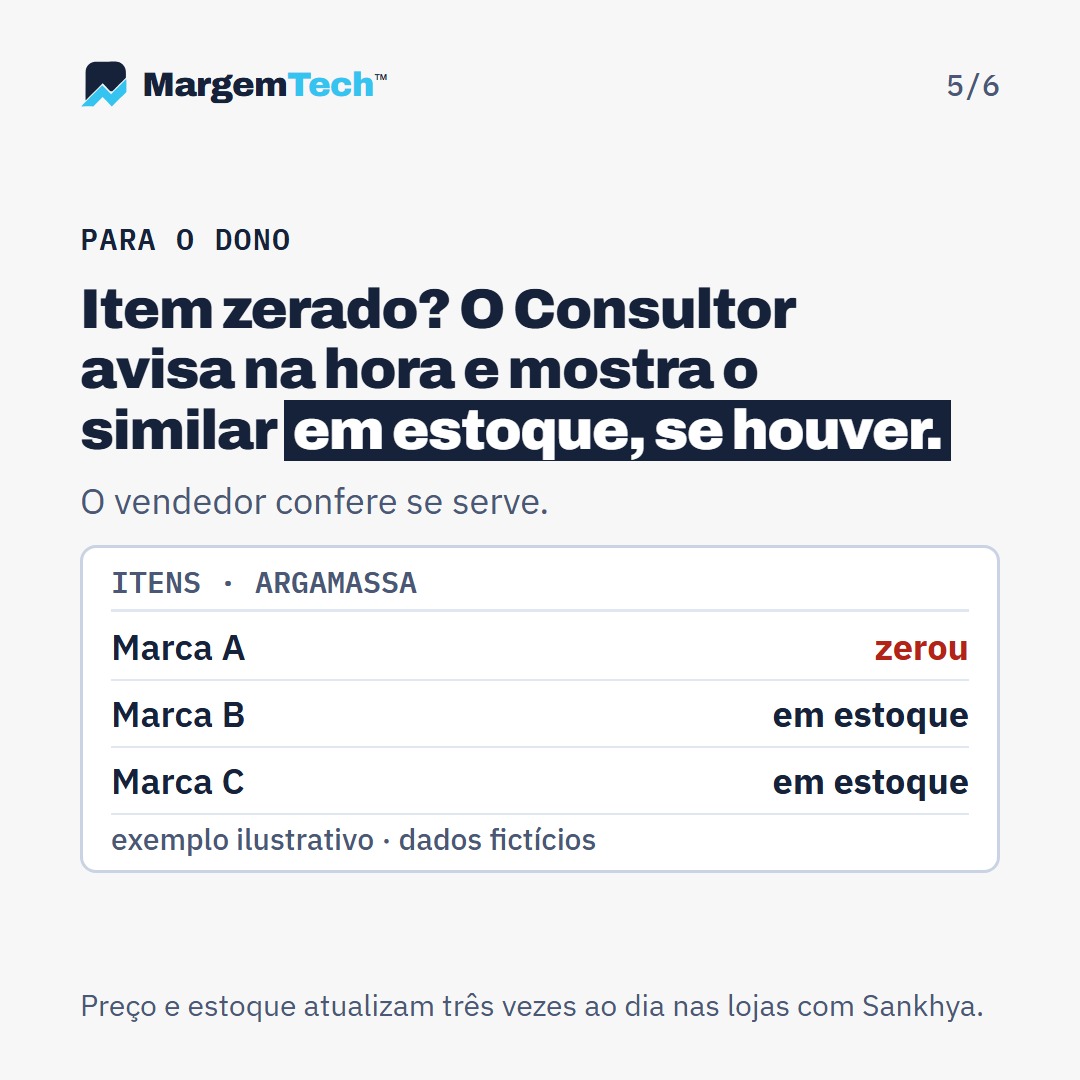 MargemTech™
5/6
PARA O DONO
Item zerado? O Consultor
avisa na hora e mostra o
similar em estoque, se houver.
O vendedor confere se serve.
ITENS · ARGAMASSA
Marca A zerou
Marca B em estoque
Marca C em estoque
exemplo ilustrativo · dados fictícios
Preço e estoque atualizam três vezes ao dia nas lojas com Sankhya.